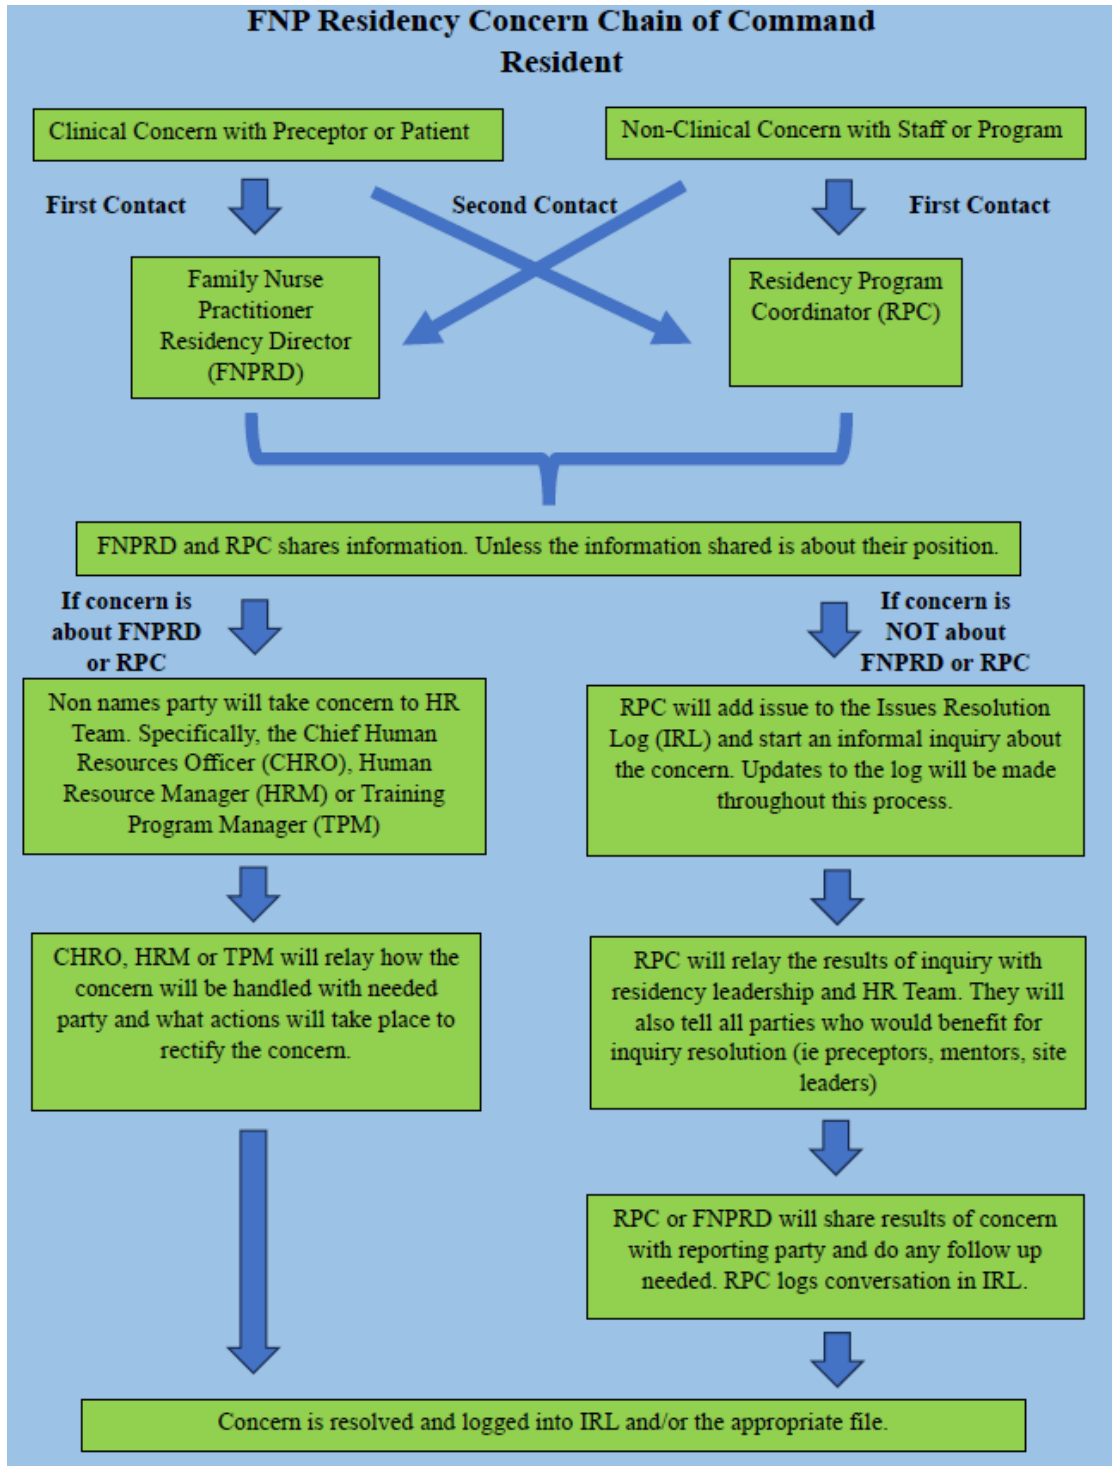 FNP Residency Concern Chain of Command
Resident
Clinical Concern with Preceptor or Patient
Non-Clinical Concern with Staff or Program
First Contact
Second Contact
First Contact
Family Nurse
Practitioner
Residency Director
(FNPRD)
Residency Program
Coordinator (RPC)
FNPRD and RPC shares information. Unless the information shared is about their position.
If concern is
about FNPRD
or RPC
If concern is
NOT about
FNPRD or RPC
Non names party will take concern to HR
Team. Specifically, the Chief Human
Resources Officer (CHRO), Human
Resource Manager (HRM) or Training
Program Manager (TPM)
RPC will add issue to the Issues Resolution
Log (IRL) and start an informal inquiry about
the concern. Updates to the log will be made
throughout this process.
CHRO, HRM or TPM will relay how the
concern will be handled with needed
party and what actions will take place to
rectify the concern.
RPC will relay the results of inquiry with
residency leadership and HR Team. They will
also tell all parties who would benefit for
inquiry resolution (ie preceptors, mentors, site
leaders)
RPC or FNPRD will share results of concern
with reporting party and do any follow up
needed. RPC logs conversation in IRL.
Concern is resolved and logged into IRL and/or the appropriate file.